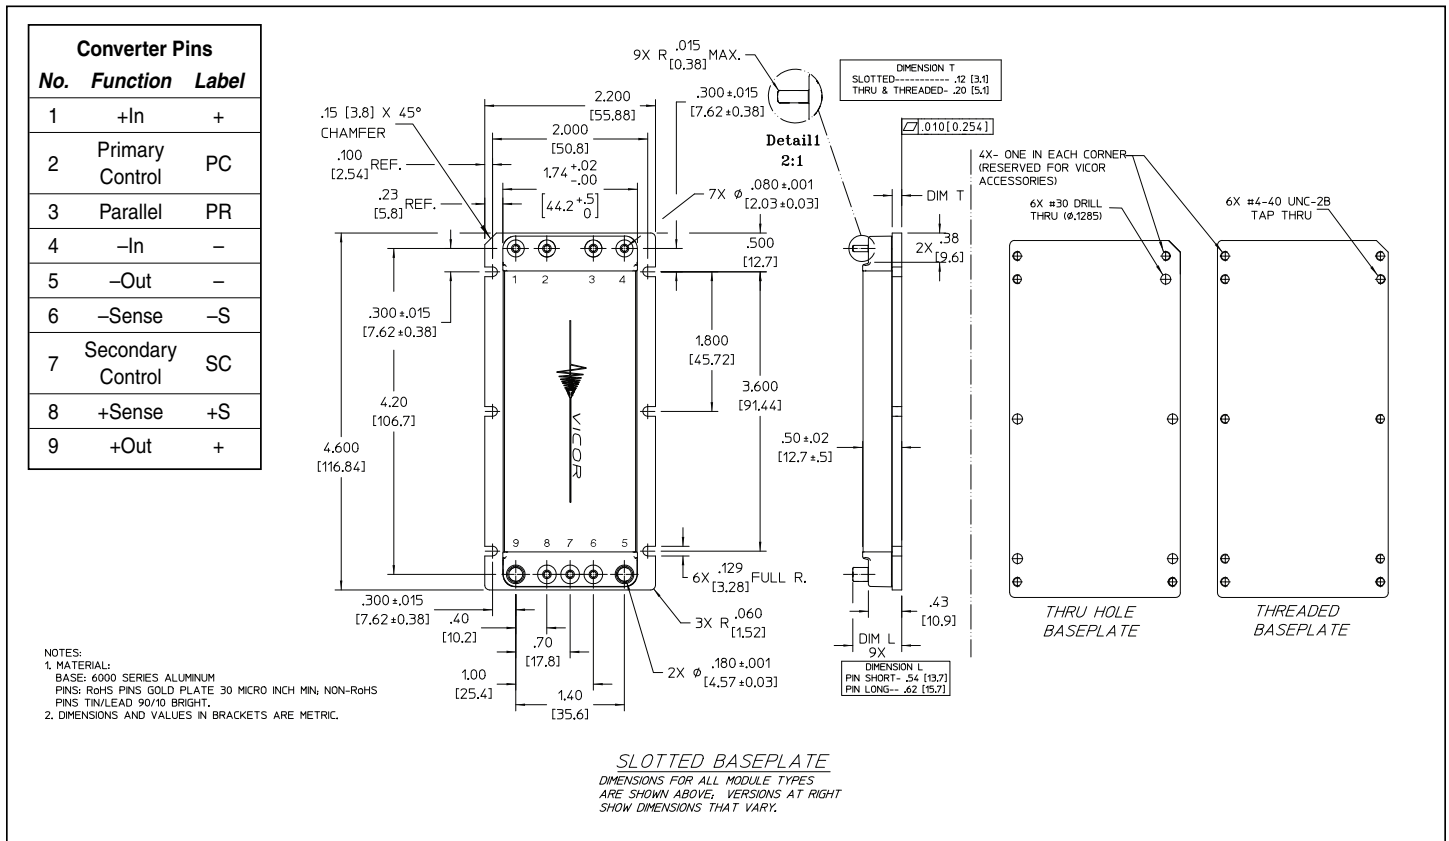 Converter Pins
No. Function Label
1 +In +
2 Primary Control PC
3 Parallel PR
4 –In –
5 –Out –
6 –Sense –S
7 Secondary Control SC
8 +Sense +S
9 +Out +
9X R .015 [0.38] MAX.
DIMENSION T
SLOTTED----------- .12 [3.1]
THRU & THREADED- .20 [5.1]
.15 [3.8] X 45°
CHAMFER
2.200
[55.88]
.300 ±.015
[7.62 ±0.38]
2.000
[50.8]
Detail1
2:1
.010[0.254]
.100 [2.54] REF.
1.74 +.02 -.00
[44.2 +.5 0]
.23 [5.8] REF.
7X ø .080 ±.001 [2.03 ±0.03]
DIM T
4X- ONE IN EACH CORNER
(RESERVED FOR VICOR
ACCESSORIES)
6X #30 DRILL
THRU (ø.1285)
6X #4-40 UNC-2B
TAP THRU
.500
[12.7]
2X .38 [9.6]
1 2 3 4
.300 ±.015
[7.62 ±0.38]
1.800
[45.72]
3.600
[91.44]
4.20
[106.7]
4.600
[116.84]
VICOR
.50 ±.02
[12.7 ±.5]
9 8 7 6 5
6X .129 [3.28] FULL R.
.300 ±.015
[7.62 ±0.38]
.40
[10.2]
.70
[17.8]
3X R .060 [1.52]
.43
[10.9]
DIM L
9X
THRU HOLE
BASEPLATE
THREADED
BASEPLATE
1.00
[25.4]
1.40
[35.6]
2X ø .180 ±.001 [4.57 ±0.03]
DIMENSION L
PIN SHORT- .54 [13.7]
PIN LONG-- .62 [15.7]
NOTES:
1. MATERIAL:
BASE: 6000 SERIES ALUMINUM
PINS: RoHS PINS GOLD PLATE 30 MICRO INCH MIN; NON-RoHS
PINS TIN/LEAD 90/10 BRIGHT.
2. DIMENSIONS AND VALUES IN BRACKETS ARE METRIC.
SLOTTED BASEPLATE
DIMENSIONS FOR ALL MODULE TYPES
ARE SHOWN ABOVE; VERSIONS AT RIGHT
SHOW DIMENSIONS THAT VARY.